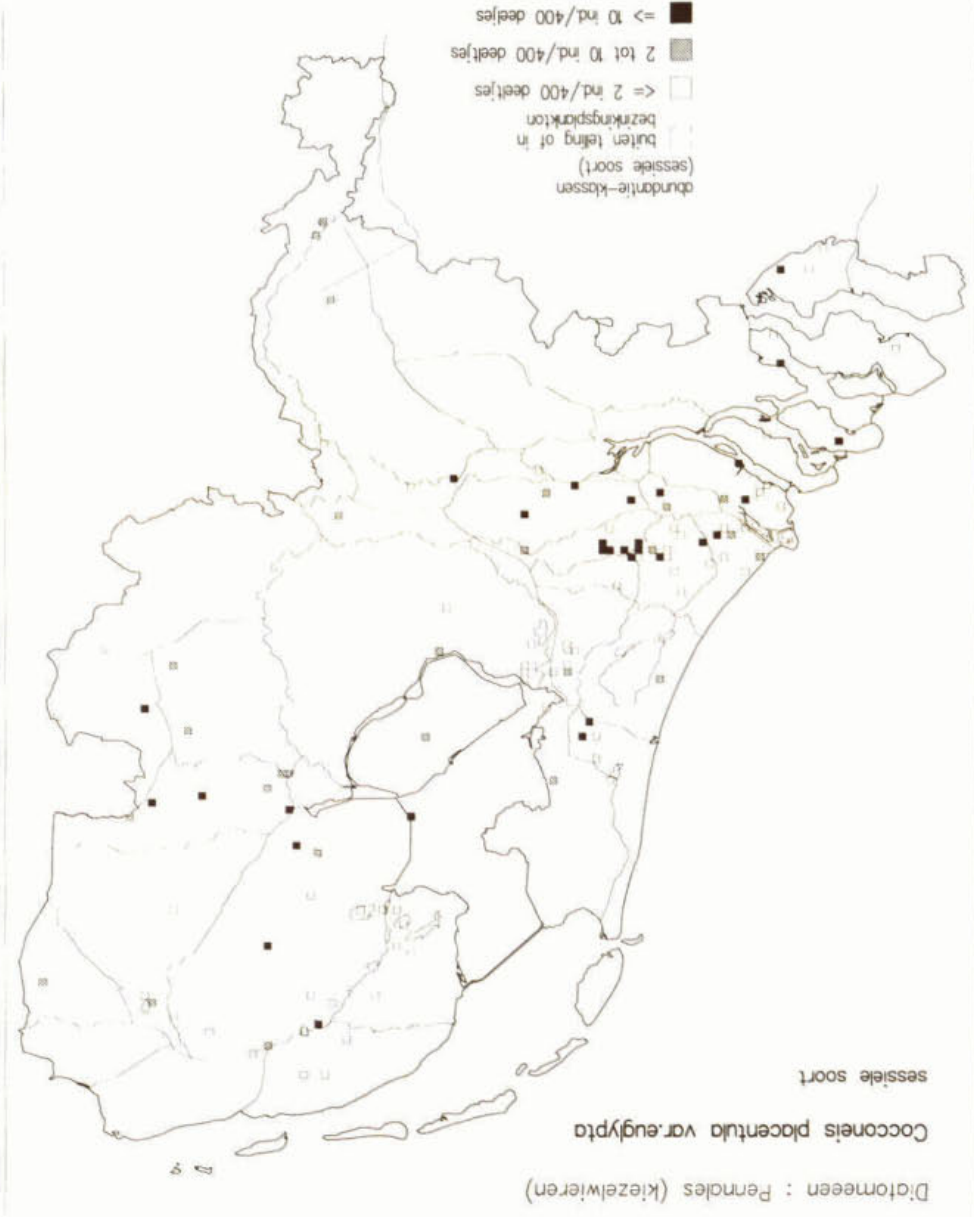 Diatomeeen : Pennales (kiezelwieren)
Cocconeis placentula var.euglypta
sessiele soort
abundantie-klassen
(sessiele soort)
buiten telling of in
bezinkingsplankton
<= 2 ind./400 deeltjes
2 tot 10 ind./400 deeltjes
=> 10 ind./400 deeltjes